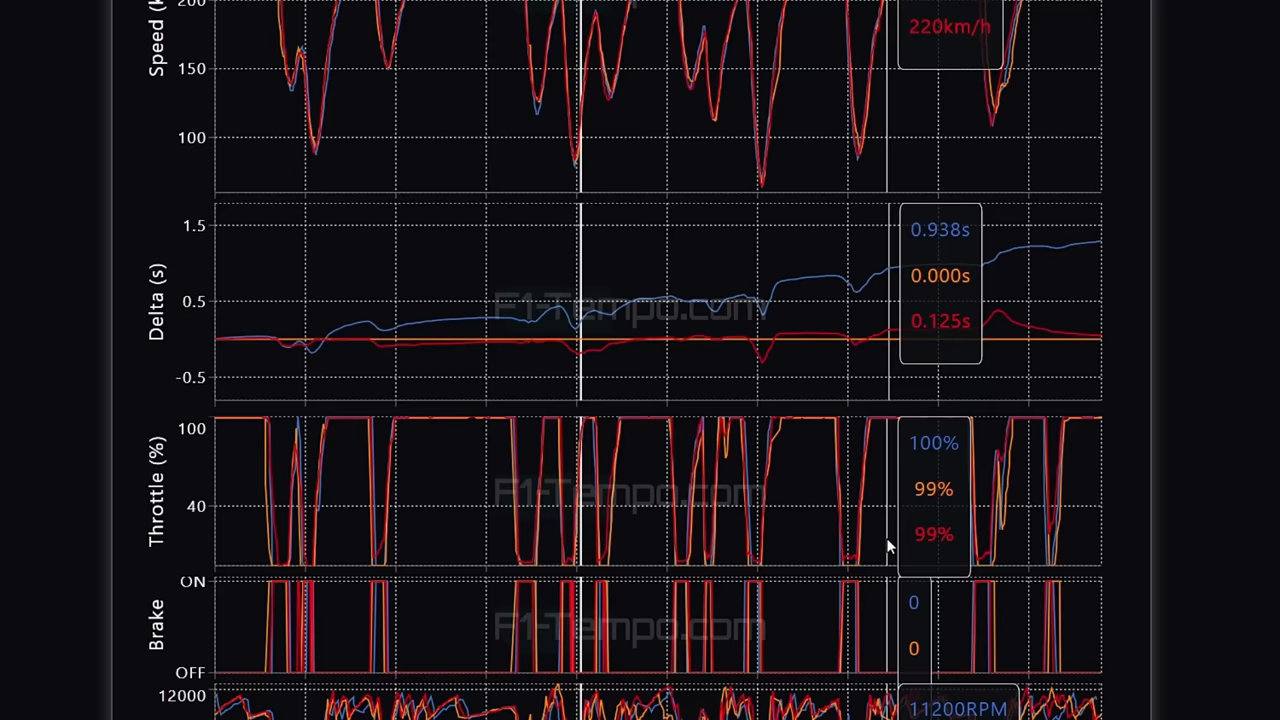 200
Speed (k
150
100
220km/h
1.5
0.5
-0.5
Delta (s)
F1-Tempo.com
0.938s
0.000s
0.125s
100
40
Throttle (%)
F1-Tempo.com
100%
99%
99%
ON
OFF
Brake
F1-Tempo.com
0
0
12000
11200RPM